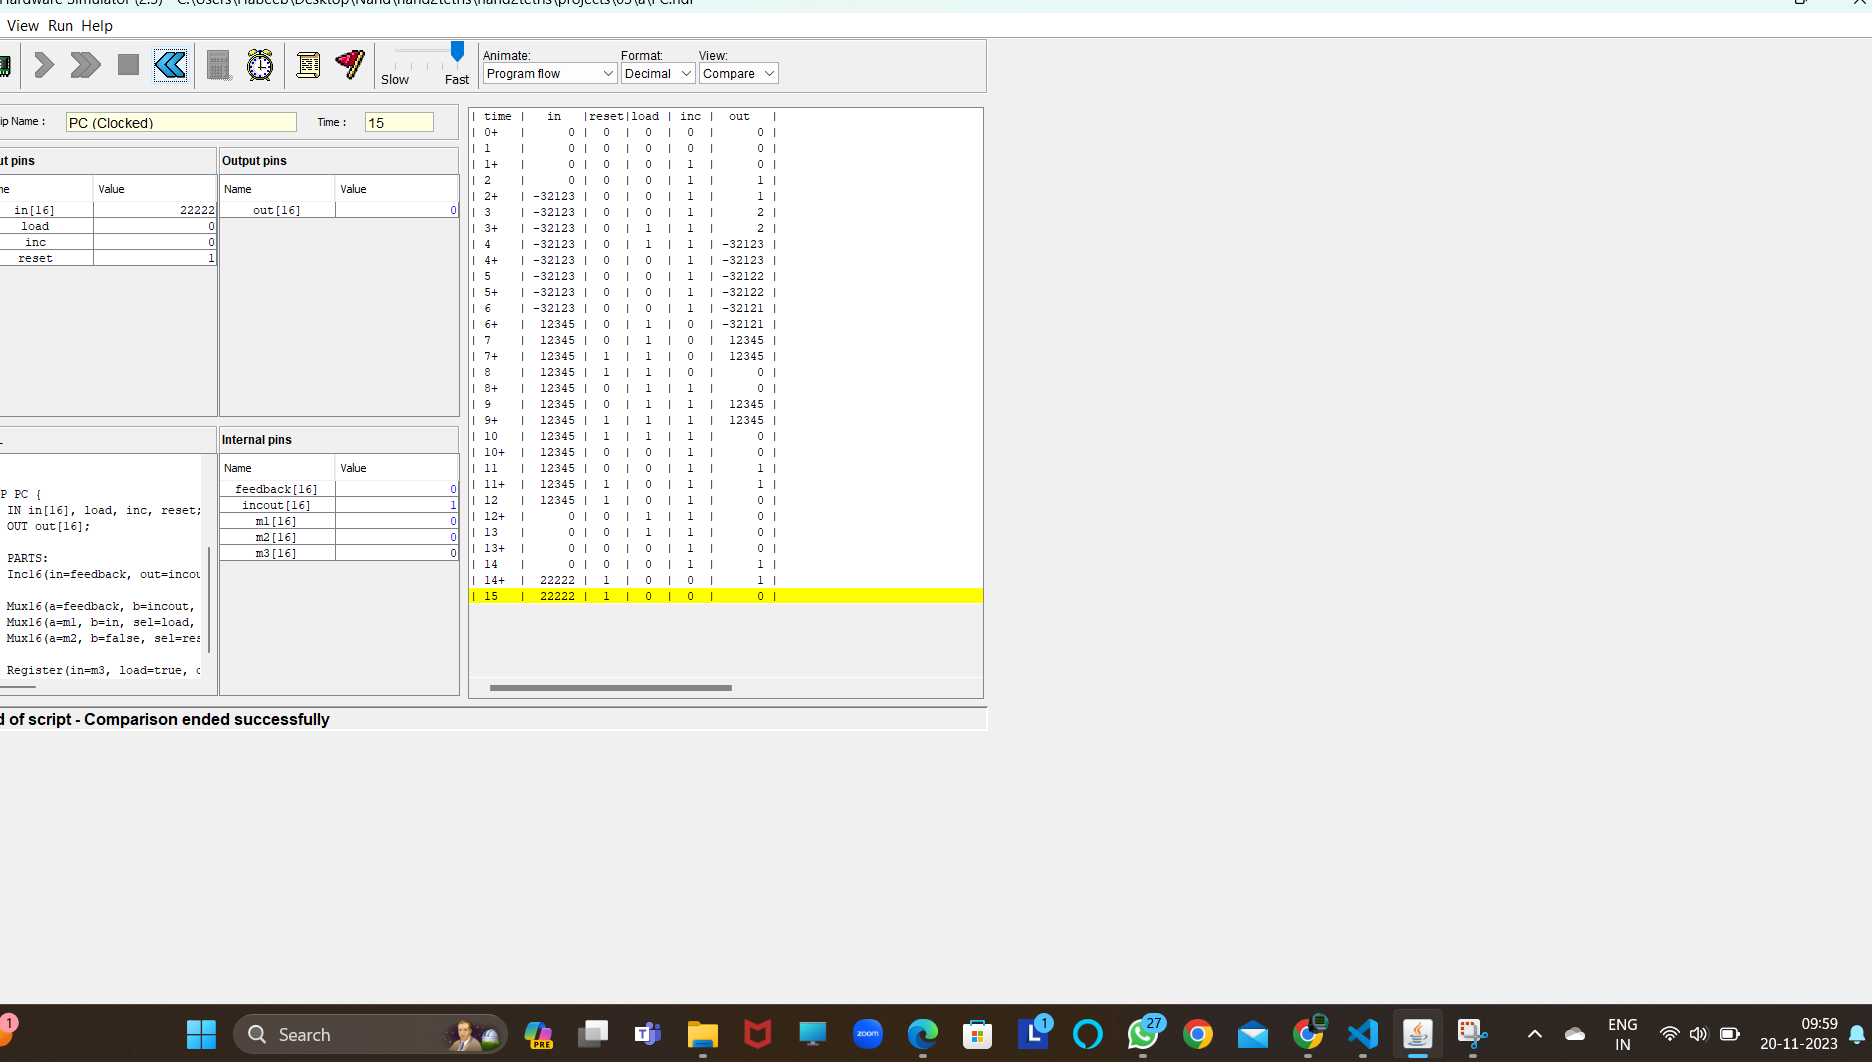 Hardware Simulator (2.5) - C:\Users\Habeeb\Desktop\Nand\nand2tetris\nand2tetris\projects\03\a\PC.hdl
View Run Help
Slow Fast
Animate: Format: View:
Program flow Decimal Compare
ip Name : PC (Clocked) Time : 15
ut pins
Output pins
ne Value
in[16] 22222
load 0
inc 0
reset 1
Name Value
out[16] 0
P PC {
IN in[16], load, inc, reset;
OUT out[16];
PARTS:
Inc16(in=feedback, out=incou
Mux16(a=feedback, b=incout,
Mux16(a=m1, b=in, sel=load,
Mux16(a=m2, b=false, sel=res
Register(in=m3, load=true, o
Internal pins
Name Value
feedback[16] 0
incout[16] 1
m1[16] 0
m2[16] 0
m3[16] 0
| time | in |reset|load | inc | out |
| 0+ | 0 | 0 | 0 | 0 | 0 |
| 1 | 0 | 0 | 0 | 0 | 0 |
| 1+ | 0 | 0 | 0 | 1 | 0 |
| 2 | 0 | 0 | 0 | 1 | 1 |
| 2+ | -32123 | 0 | 0 | 1 | 1 |
| 3 | -32123 | 0 | 0 | 1 | 2 |
| 3+ | -32123 | 0 | 1 | 1 | 2 |
| 4 | -32123 | 0 | 1 | 1 | -32123 |
| 4+ | -32123 | 0 | 0 | 1 | -32123 |
| 5 | -32123 | 0 | 0 | 1 | -32122 |
| 5+ | -32123 | 0 | 0 | 1 | -32122 |
| 6 | -32123 | 0 | 0 | 1 | -32121 |
| 6+ | 12345 | 0 | 1 | 0 | -32121 |
| 7 | 12345 | 0 | 1 | 0 | 12345 |
| 7+ | 12345 | 1 | 1 | 0 | 12345 |
| 8 | 12345 | 1 | 1 | 0 | 0 |
| 8+ | 12345 | 0 | 1 | 1 | 0 |
| 9 | 12345 | 0 | 1 | 1 | 12345 |
| 9+ | 12345 | 1 | 1 | 1 | 12345 |
| 10 | 12345 | 1 | 1 | 1 | 0 |
| 10+ | 12345 | 0 | 0 | 1 | 0 |
| 11 | 12345 | 0 | 0 | 1 | 1 |
| 11+ | 12345 | 1 | 0 | 1 | 1 |
| 12 | 12345 | 1 | 0 | 1 | 0 |
| 12+ | 0 | 0 | 1 | 1 | 0 |
| 13 | 0 | 0 | 1 | 1 | 0 |
| 13+ | 0 | 0 | 0 | 1 | 0 |
| 14 | 0 | 0 | 0 | 1 | 1 |
| 14+ | 22222 | 1 | 0 | 0 | 1 |
| 15 | 22222 | 1 | 0 | 0 | 0 |
d of script - Comparison ended successfully
1
Search
PRE
zoom
L 1
27
ENG
IN
09:59
20-11-2023